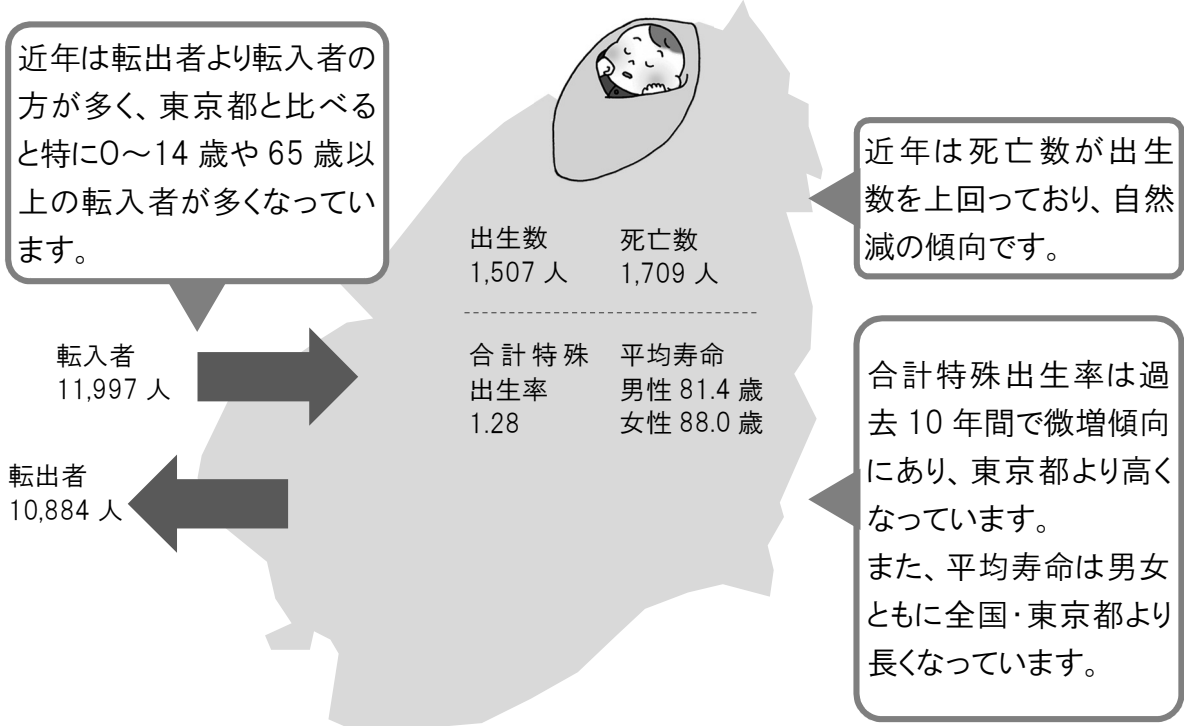 近年は転出者より転入者の
方が多く、東京都と比べる
と特に0～14 歳や 65 歳以
上の転入者が多くなってい
ます。
転入者
11,997 人
転出者
10,884 人
出生数
1,507 人
死亡数
1,709 人
合計特殊
出生率
1.28
平均寿命
男性 81.4 歳
女性 88.0 歳
近年は死亡数が出生
数を上回っており、自然
減の傾向です。
合計特殊出生率は過
去 10 年間で微増傾向
にあり、東京都より高く
なっています。
また、平均寿命は男女
ともに全国・東京都より
長くなっています。